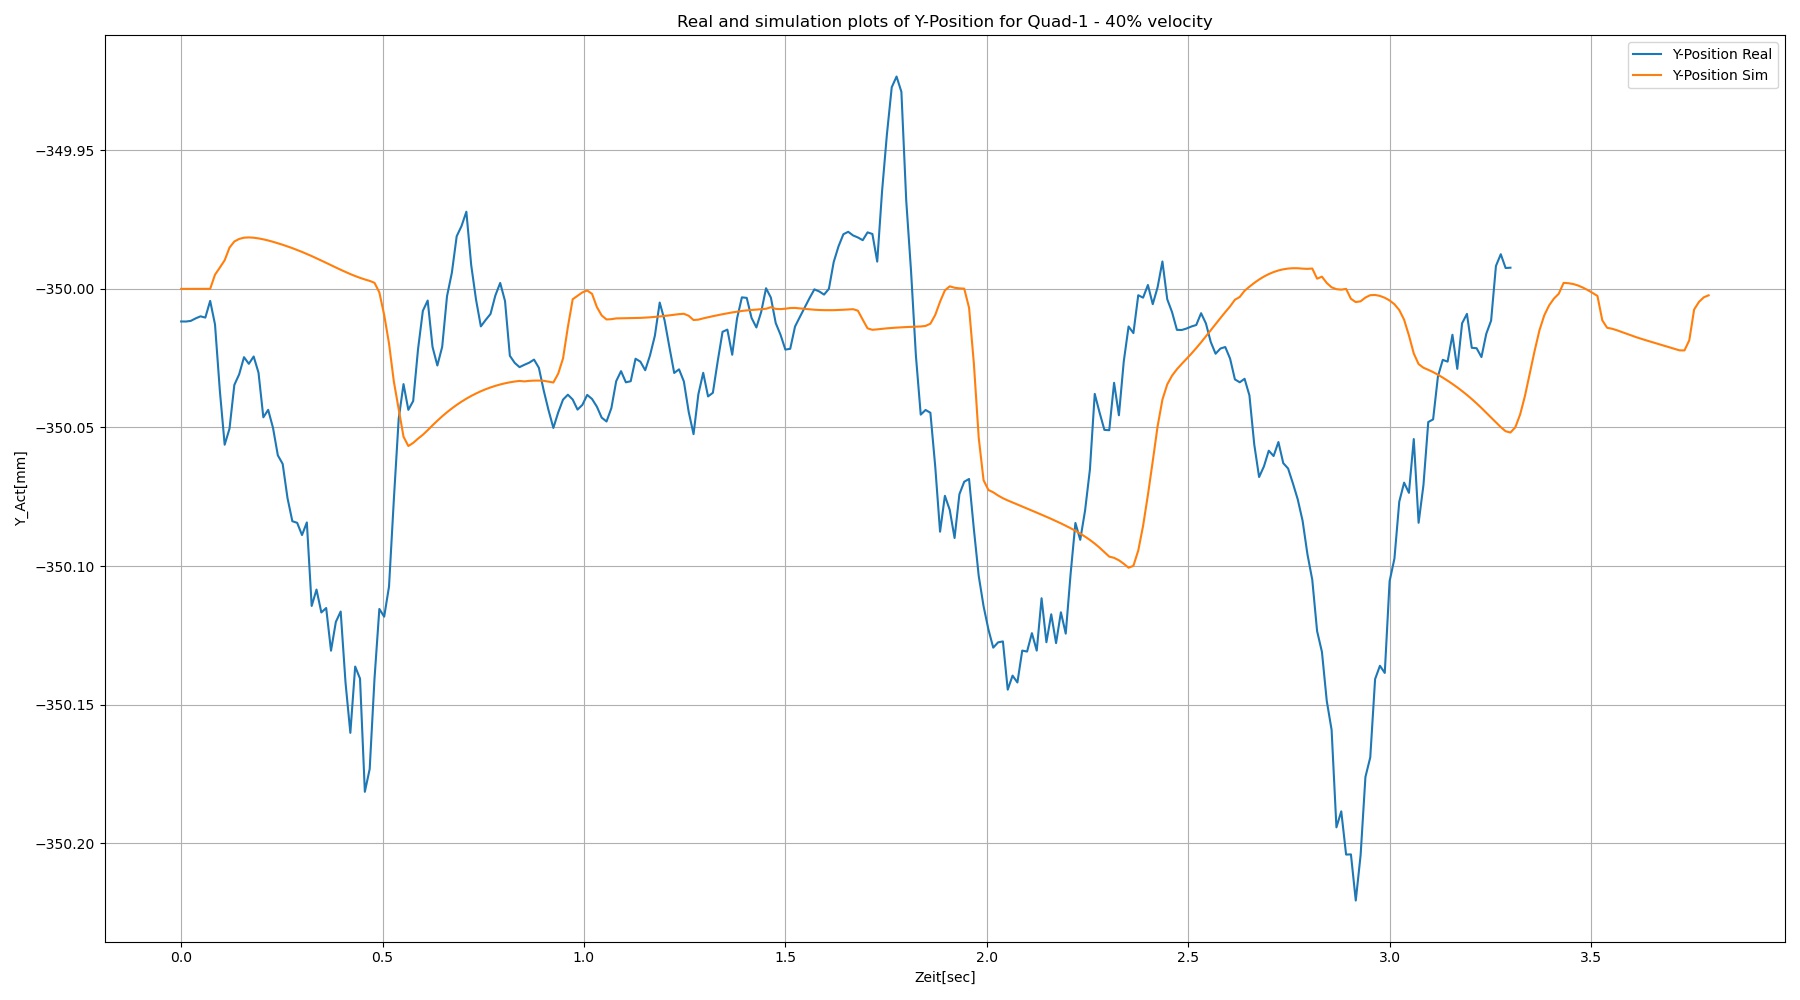 Real and simulation plots of Y-Position for Quad-1 - 40% velocity
Y-Position Real
Y-Position Sim
−349.95
−350.00
−350.05
−350.10
−350.15
−350.20
Y_Act[mm]
0.0 0.5 1.0 1.5 2.0 2.5 3.0 3.5
Zeit[sec]